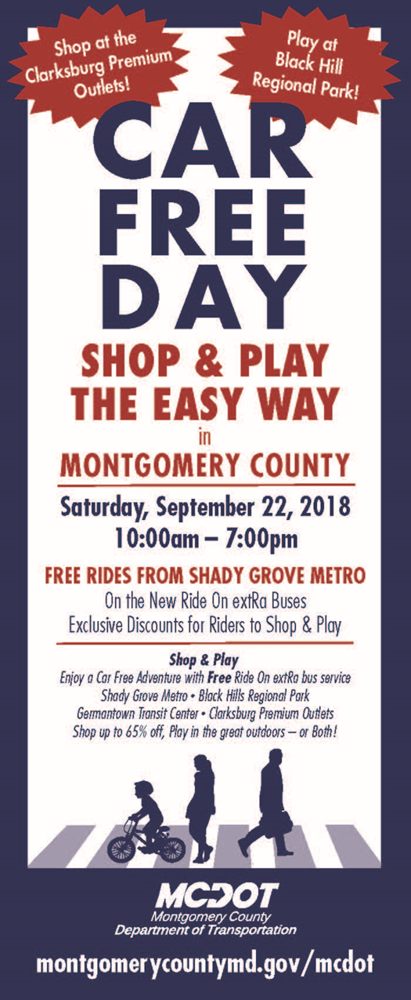 Shop at the
Clarksburg Premium
Outlets!
Play at
Black Hill
Regional Park!
CAR
FREE
DAY
SHOP & PLAY
THE EASY WAY
in
MONTGOMERY COUNTY
Saturday, September 22, 2018
10:00am – 7:00pm
FREE RIDES FROM SHADY GROVE METRO
On the New Ride On extRa Buses
Exclusive Discounts for Riders to Shop & Play
Shop & Play
Enjoy a Car Free Adventure with Free Ride On extRa bus service
Shady Grove Metro • Black Hills Regional Park
Germantown Transit Center • Clarksburg Premium Outlets
Shop up to 65% off, Play in the great outdoors – or Both!
MCDOT
Montgomery County
Department of Transportation
montgomerycountymd.gov/mcdot